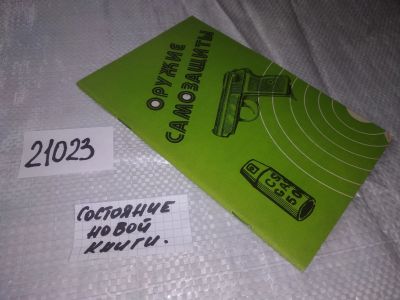 ОРУЖИЕ
САМОЗАЩИТЫ
21023
СОСТОЯНИЕ
НОВОЙ
КНИГИ.